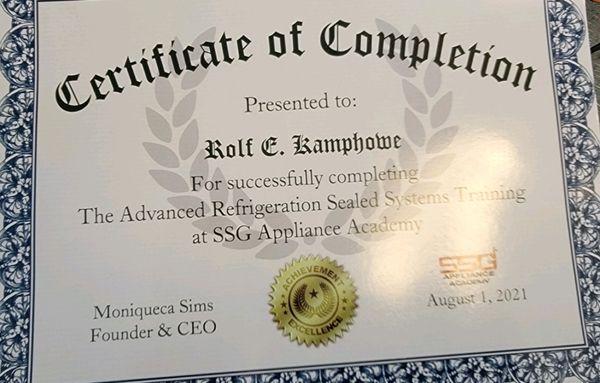 Certificate of Completion
Presented to:
Rolf E. Kamphowe
For successfully completing
The Advanced Refrigeration Sealed Systems Training
at SSG Appliance Academy
ACHIEVEMENT
EXCELLENCE
SSG
APPLIANCE
ACADEMY
Moniqueca Sims
Founder & CEO
August 1, 2021